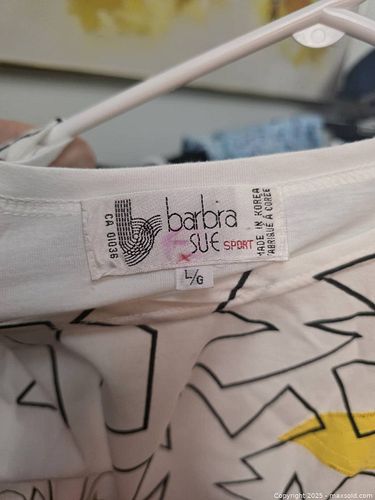 CA 01036
barbra
SUE SPORT
MADE IN KOREA
FABRIQUÉ À CORÉE
L/G
Copyright ©2025 - maxsold.com